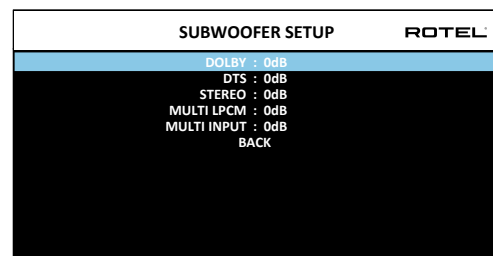 SUBWOOFER SETUP ROTEL
DOLBY : 0dB
DTS : 0dB
STEREO : 0dB
MULTI LPCM : 0dB
MULTI INPUT : 0dB
BACK